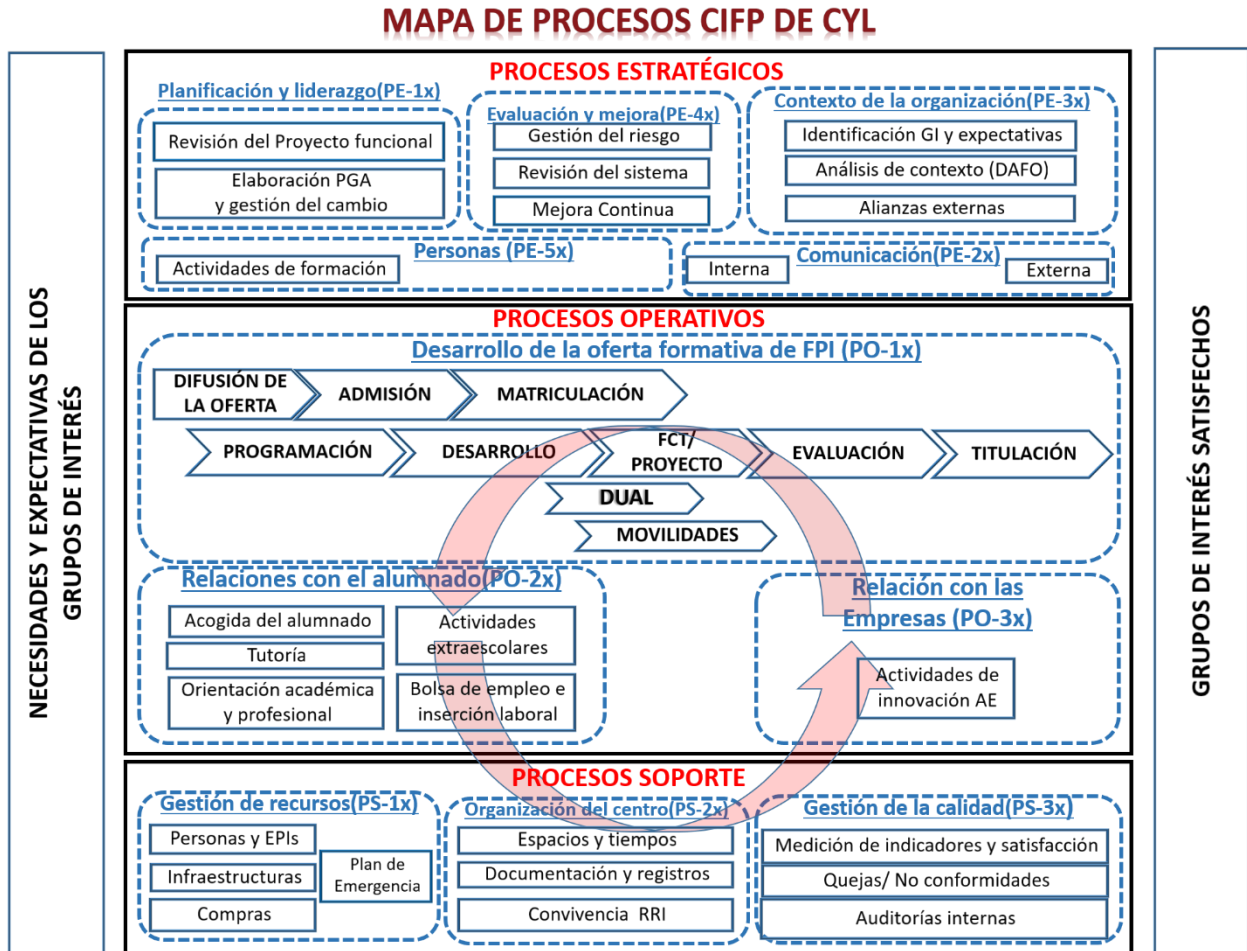 MAPA DE PROCESOS CIFP DE CYL
NECESIDADES Y EXPECTATIVAS DE LOS
GRUPOS DE INTERÉS
PROCESOS ESTRATÉGICOS
Planificación y liderazgo(PE-1x)
Revisión del Proyecto funcional
Elaboración PGA
y gestión del cambio
Evaluación y mejora(PE-4x)
Gestión del riesgo
Revisión del sistema
Mejora Continua
Contexto de la organización(PE-3x)
Identificación GI y expectativas
Análisis de contexto (DAFO)
Alianzas externas
Personas (PE-5x)
Actividades de formación
Comunicación(PE-2x)
Interna
Externa
PROCESOS OPERATIVOS
Desarrollo de la oferta formativa de FPI (PO-1x)
DIFUSIÓN DE
LA OFERTA
ADMISIÓN
MATRICULACIÓN
PROGRAMACIÓN
DESARROLLO
FCT/
PROYECTO
EVALUACIÓN
TITULACIÓN
DUAL
MOVILIDADES
Relaciones con el alumnado(PO-2x)
Acogida del alumnado
Tutoría
Orientación académica
y profesional
Actividades
extraescolares
Bolsa de empleo e
inserción laboral
Relación con las
Empresas (PO-3x)
Actividades de
innovación AE
PROCESOS SOPORTE
Gestión de recursos(PS-1x)
Personas y EPIs
Infraestructuras
Compras
Plan de
Emergencia
Organización del centro(PS-2x)
Espacios y tiempos
Documentación y registros
Convivencia RRI
Gestión de la calidad(PS-3x)
Medición de indicadores y satisfacción
Quejas/ No conformidades
Auditorías internas
GRUPOS DE INTERÉS SATISFECHOS